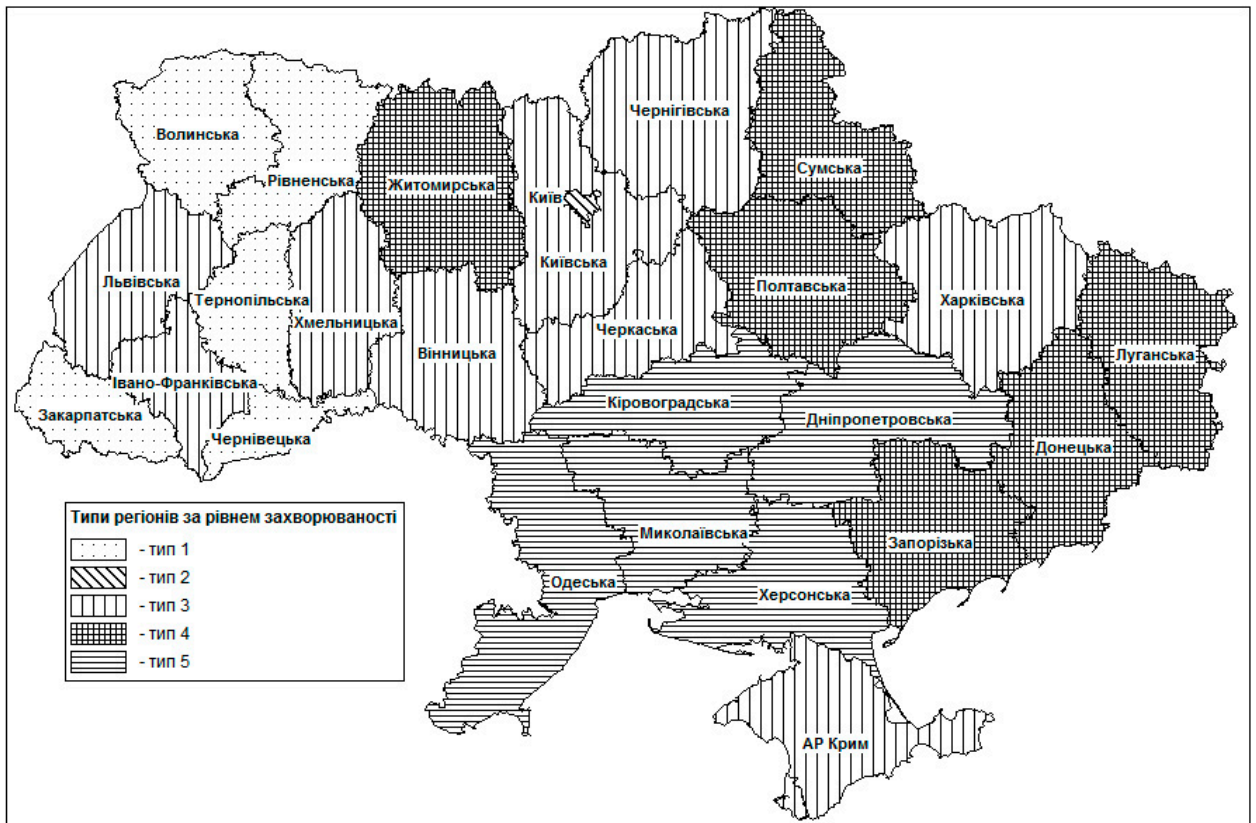 Чернігівська
Волинська
Сумська
Рівненська
Житомирська
Київ
Київська
Львівська
Тернопільська
Полтавська
Харківська
Хмельницька
Черкаська
Вінницька
Луганська
Івано-Франківська
Закарпатська
Кіровоградська
Дніпропетровська
Чернівецька
Донецька
Типи регіонів за рівнем захворюваності
- тип 1
- тип 2
- тип 3
- тип 4
- тип 5
Миколаївська
Запорізька
Одеська
Херсонська
АР Крим